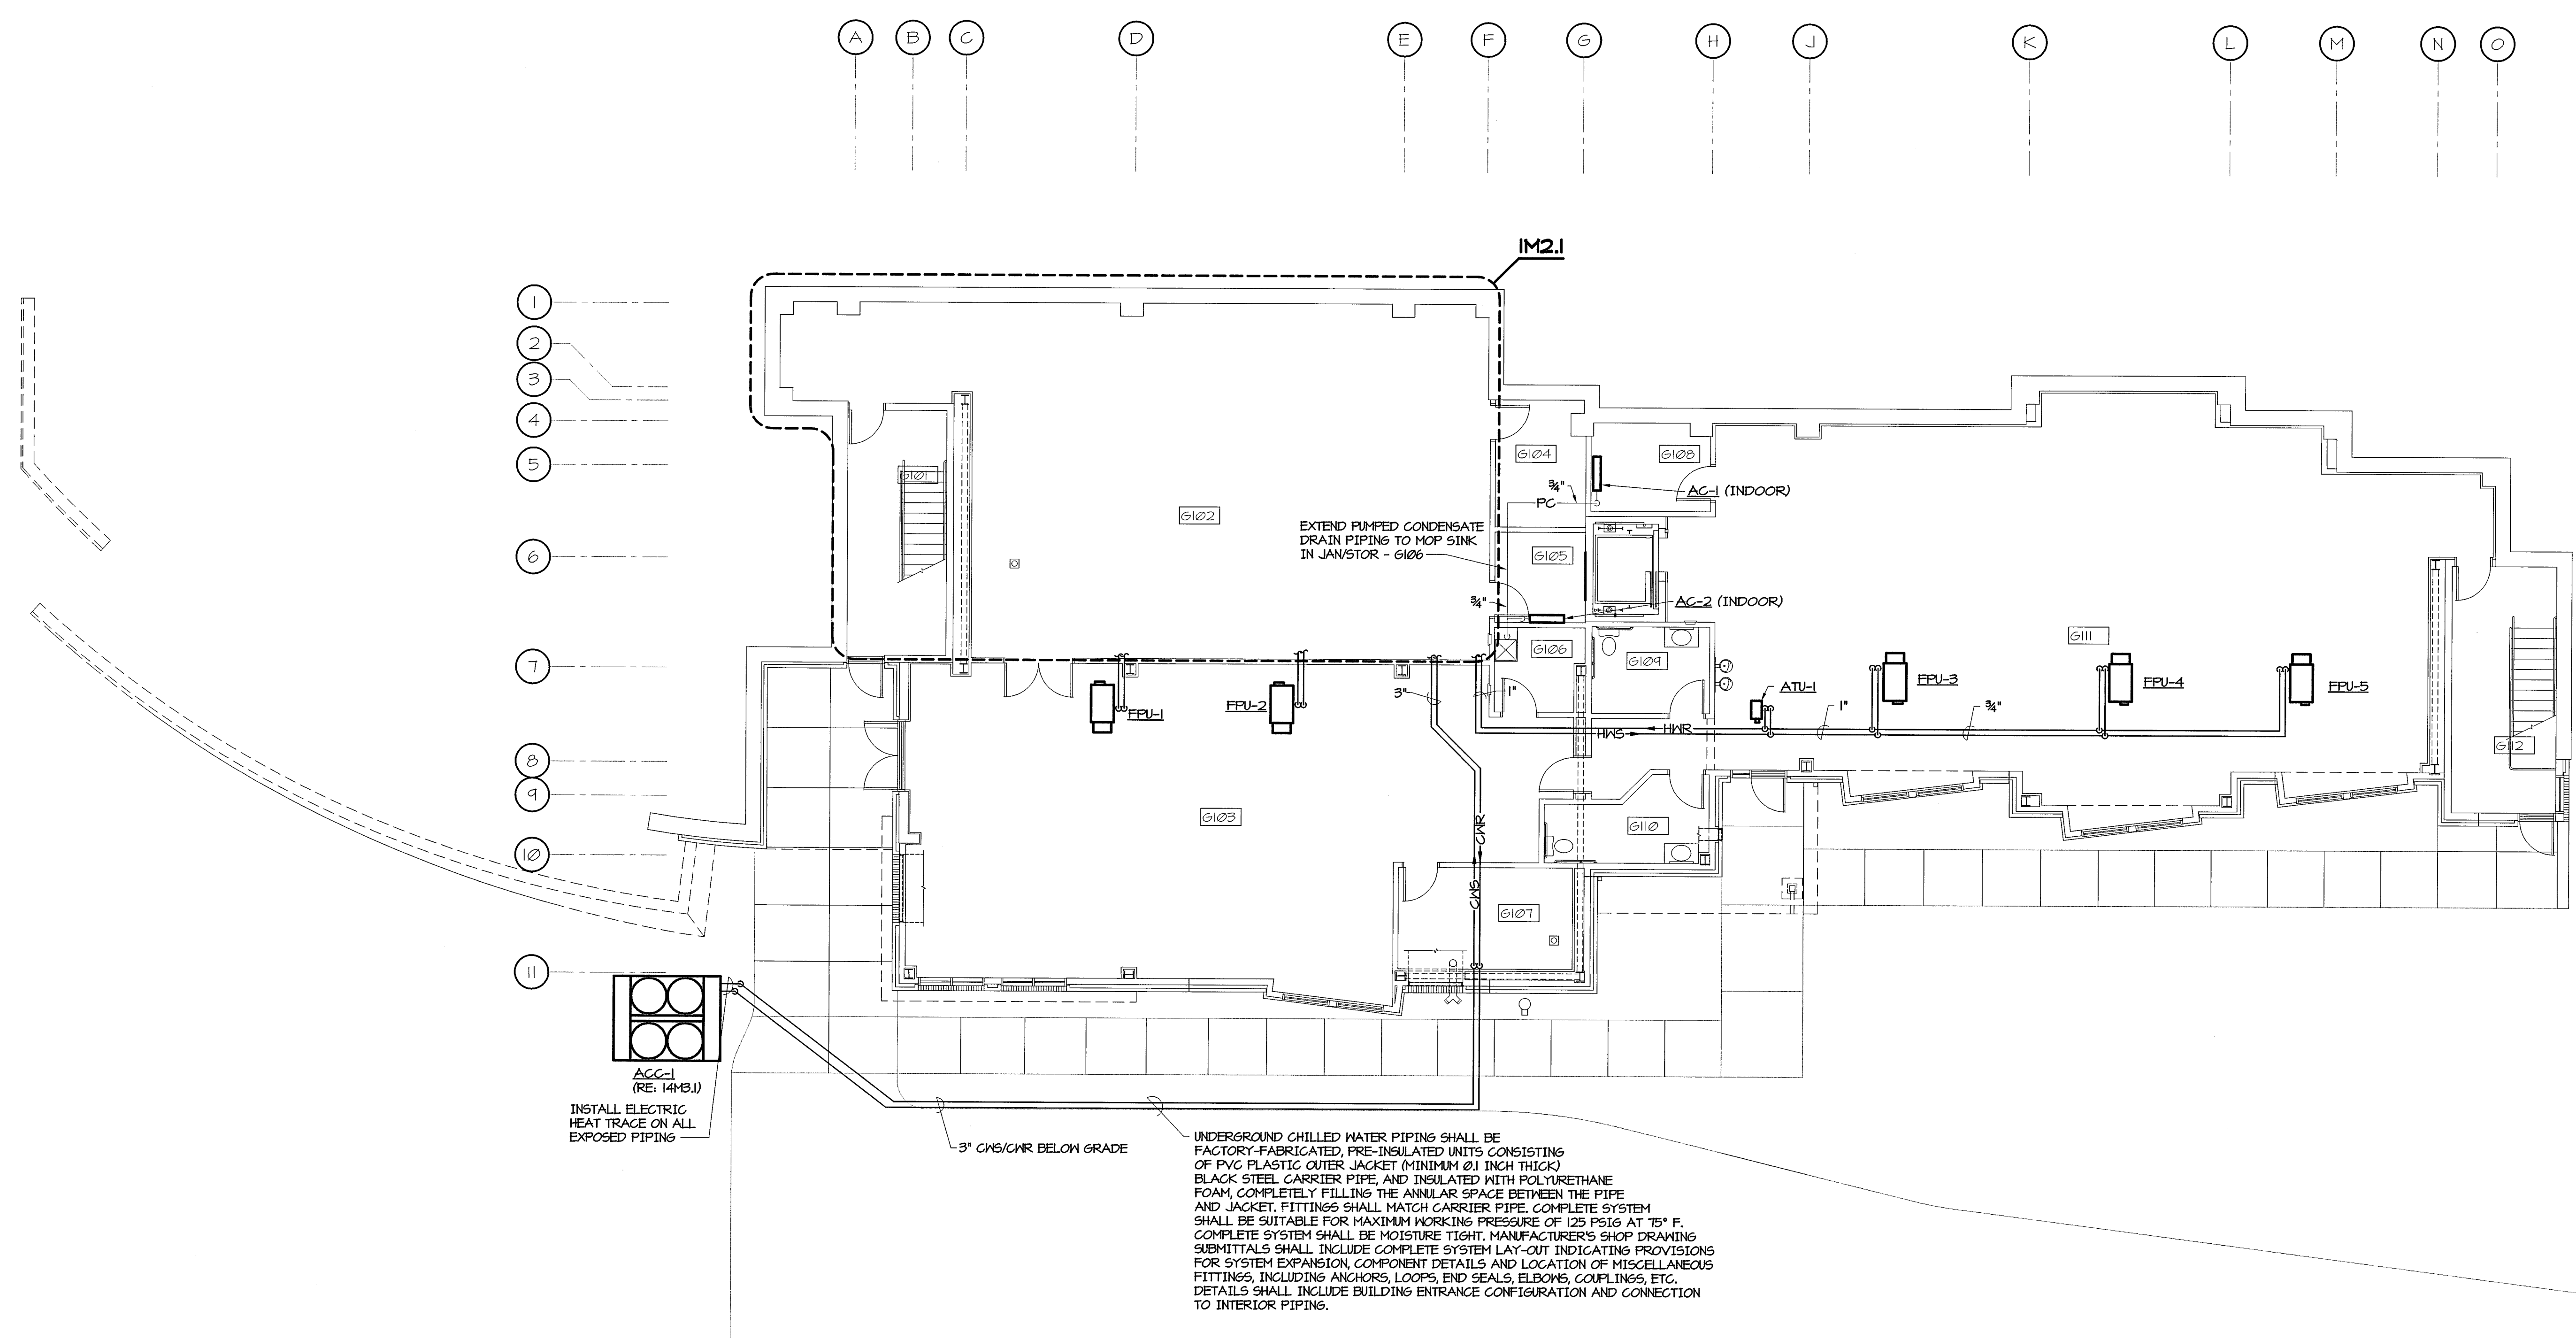 A B C D E F G H J K L M N O
1M2.1
1
2
3
4
5
6
7
8
9
10
11
G101
G102
G104
G108
3/4"
PC
AC-1 (INDOOR)
EXTEND PUMPED CONDENSATE
DRAIN PIPING TO MOP SINK
IN JAN/STOR - G106
G105
3/4"
AC-2 (INDOOR)
G106
G109
G111
FPU-1
FPU-2
3"
1"
ATU-1
FPU-3
FPU-4
FPU-5
1"
3/4"
HWR
HWS
G112
G103
CWR
G110
CWS
G107
ACC-1
(RE: 14M3.1)
INSTALL ELECTRIC
HEAT TRACE ON ALL
EXPOSED PIPING
3" CWS/CWR BELOW GRADE
UNDERGROUND CHILLED WATER PIPING SHALL BE
FACTORY-FABRICATED, PRE-INSULATED UNITS CONSISTING
OF PVC PLASTIC OUTER JACKET (MINIMUM 0.1 INCH THICK)
BLACK STEEL CARRIER PIPE, AND INSULATED WITH POLYURETHANE
FOAM, COMPLETELY FILLING THE ANNULAR SPACE BETWEEN THE PIPE
AND JACKET. FITTINGS SHALL MATCH CARRIER PIPE. COMPLETE SYSTEM
SHALL BE SUITABLE FOR MAXIMUM WORKING PRESSURE OF 125 PSIG AT 75° F.
COMPLETE SYSTEM SHALL BE MOISTURE TIGHT. MANUFACTURER'S SHOP DRAWING
SUBMITTALS SHALL INCLUDE COMPLETE SYSTEM LAY-OUT INDICATING PROVISIONS
FOR SYSTEM EXPANSION, COMPONENT DETAILS AND LOCATION OF MISCELLANEOUS
FITTINGS, INCLUDING ANCHORS, LOOPS, END SEALS, ELBOWS, COUPLINGS, ETC.
DETAILS SHALL INCLUDE BUILDING ENTRANCE CONFIGURATION AND CONNECTION
TO INTERIOR PIPING.